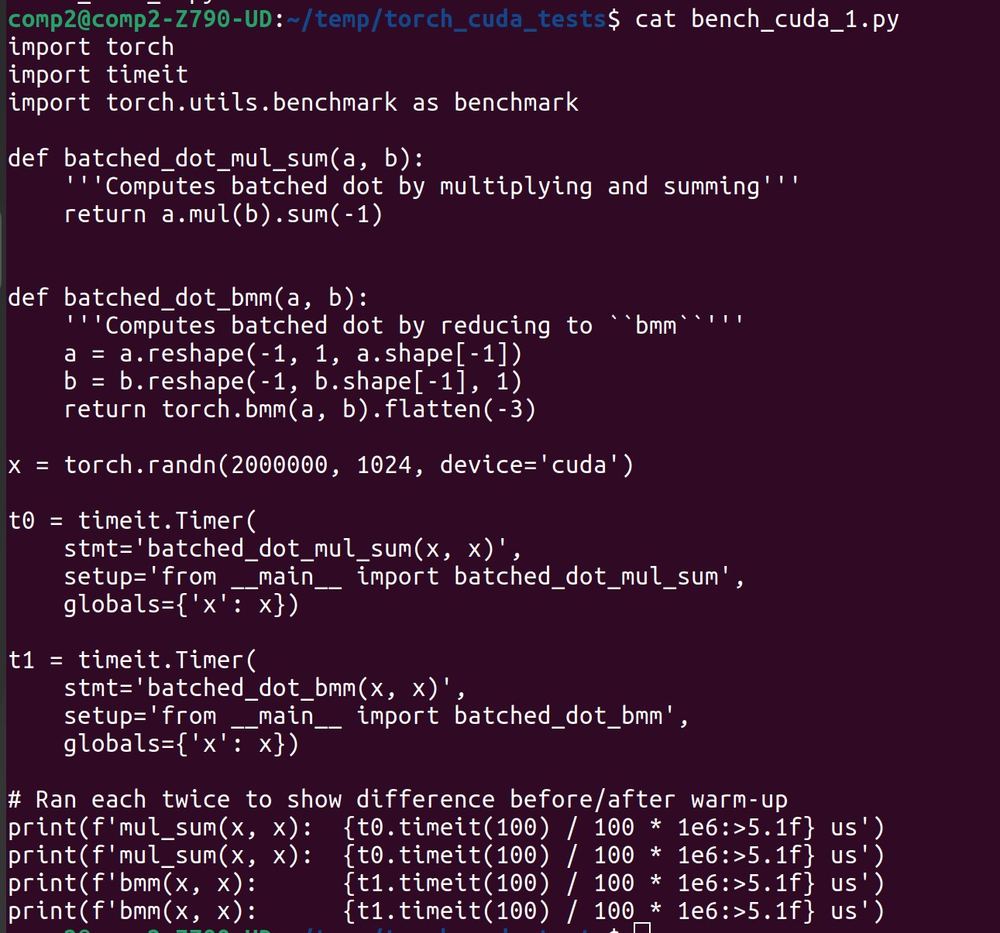 comp2@comp2-Z790-UD:~/temp/torch_cuda_tests$ cat bench_cuda_1.py
import torch
import timeit
import torch.utils.benchmark as benchmark

def batched_dot_mul_sum(a, b):
    '''Computes batched dot by multiplying and summing'''
    return a.mul(b).sum(-1)


def batched_dot_bmm(a, b):
    '''Computes batched dot by reducing to ``bmm``'''
    a = a.reshape(-1, 1, a.shape[-1])
    b = b.reshape(-1, b.shape[-1], 1)
    return torch.bmm(a, b).flatten(-3)

x = torch.randn(2000000, 1024, device='cuda')

t0 = timeit.Timer(
    stmt='batched_dot_mul_sum(x, x)',
    setup='from __main__ import batched_dot_mul_sum',
    globals={'x': x})

t1 = timeit.Timer(
    stmt='batched_dot_bmm(x, x)',
    setup='from __main__ import batched_dot_bmm',
    globals={'x': x})

# Ran each twice to show difference before/after warm-up
print(f'mul_sum(x, x):  {t0.timeit(100) / 100 * 1e6:>5.1f} us')
print(f'mul_sum(x, x):  {t0.timeit(100) / 100 * 1e6:>5.1f} us')
print(f'bmm(x, x):      {t1.timeit(100) / 100 * 1e6:>5.1f} us')
print(f'bmm(x, x):      {t1.timeit(100) / 100 * 1e6:>5.1f} us')